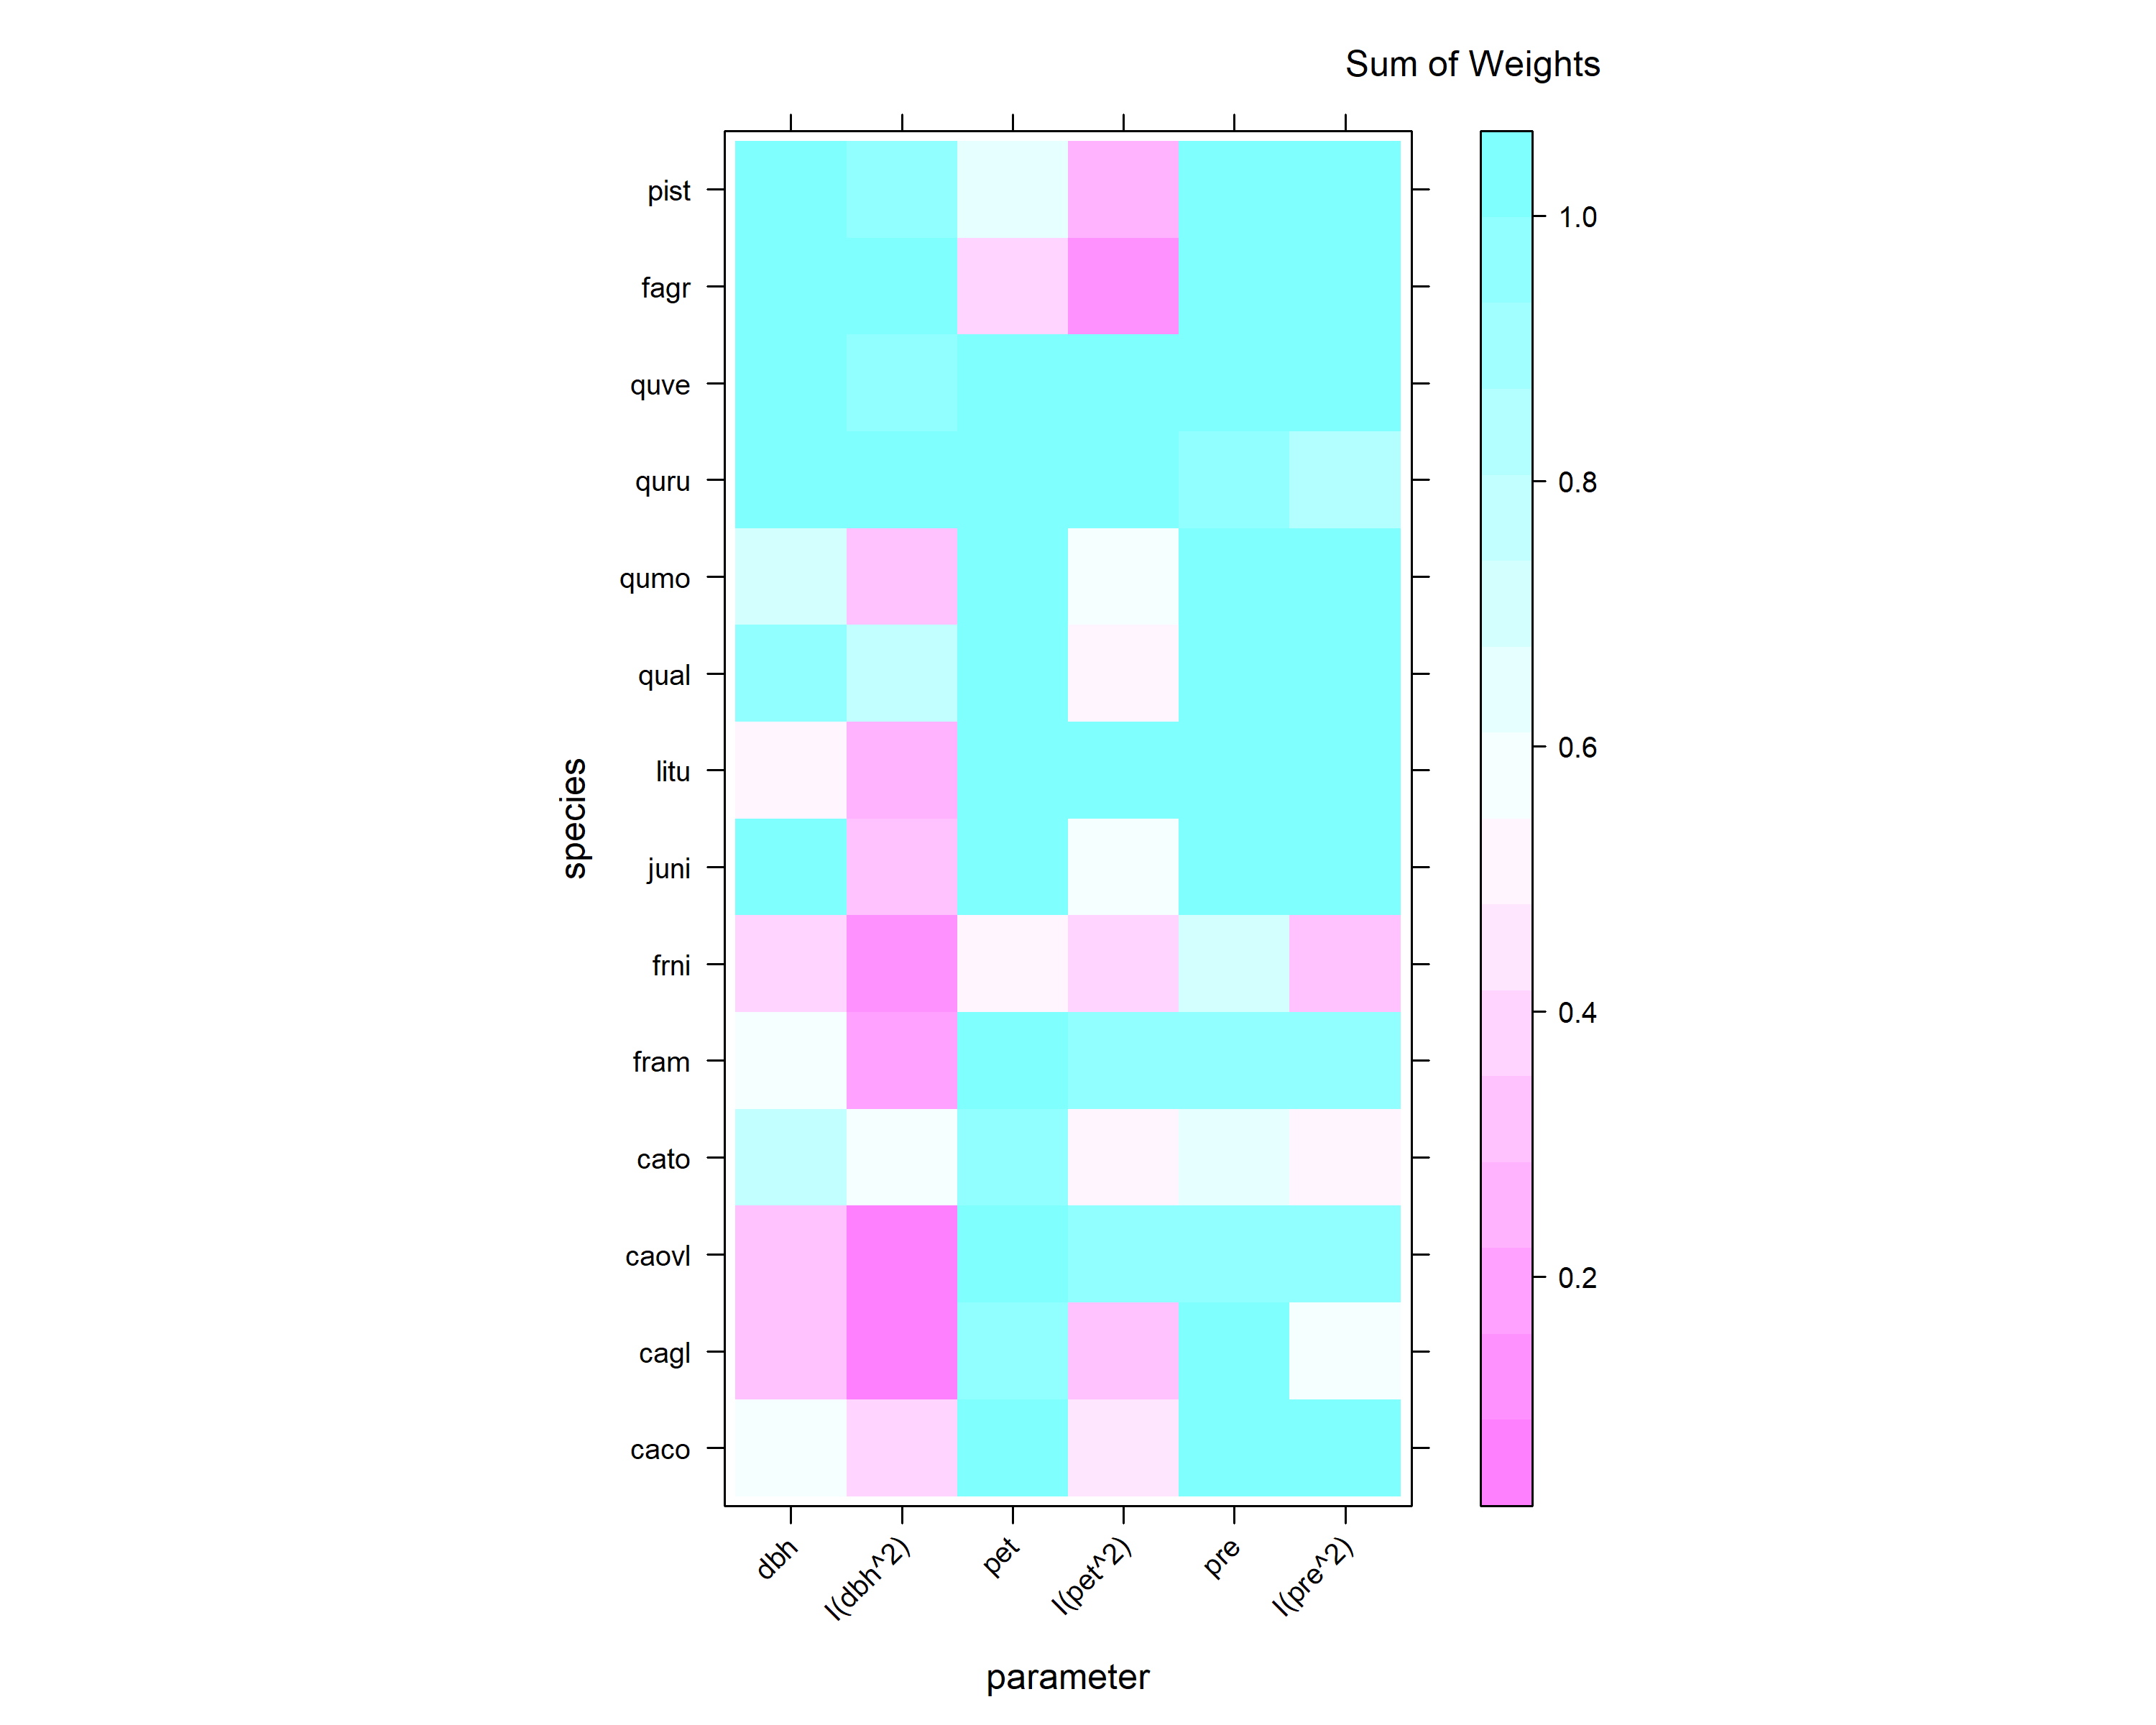 Sum of Weights
pist
fagr
quve
quru
qumo
qual
litu
juni
frni
fram
cato
caovl
cagl
caco
species
1.0
0.8
0.6
0.4
0.2
dbh
I(dbh^2)
pet
I(pet^2)
pre
I(pre^2)
parameter